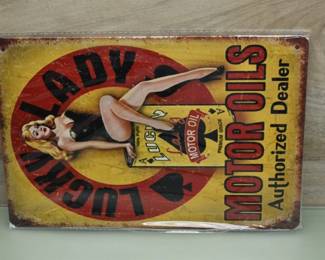 LUCKY LADY
LUCKY
MOTOR OIL
MOTOR OILS
Authorized Dealer